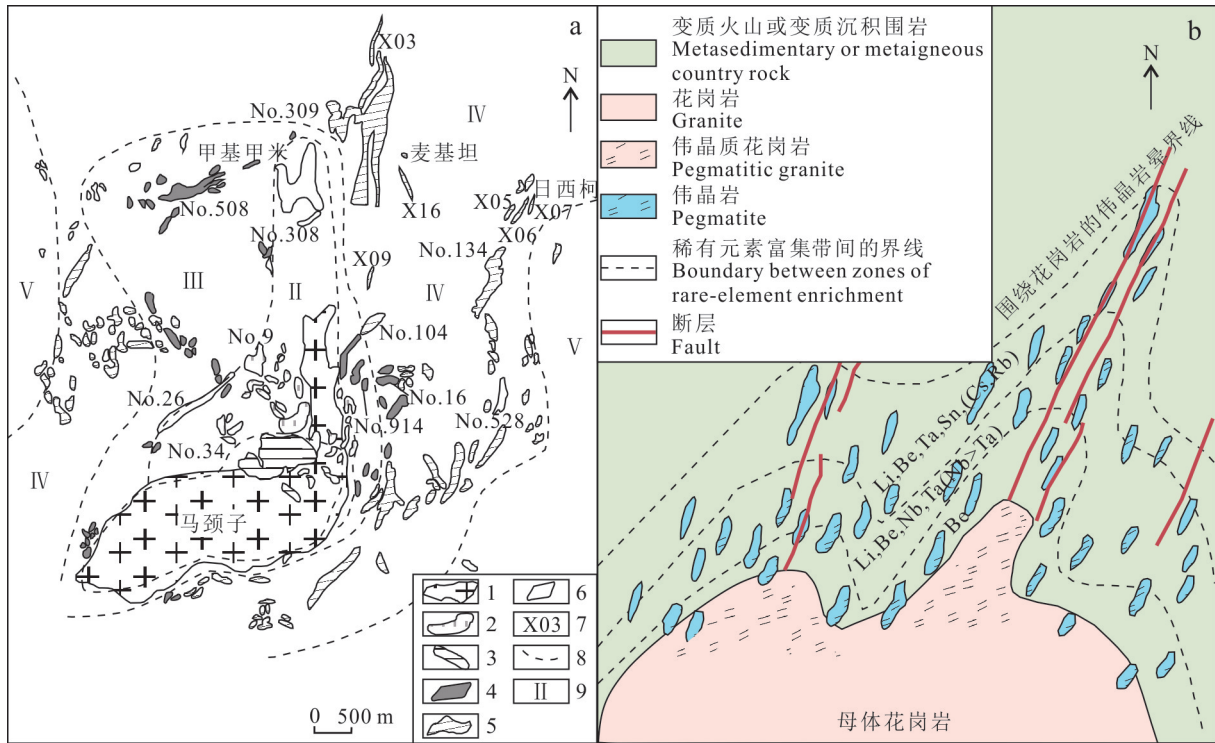 a
X03
N
No.309
Ⅳ
甲基甲米
麦基坦
日西柯
No.508
X16
X05
X07
X06
No.308
No.134
X09
Ⅲ
Ⅱ
Ⅳ
Ⅴ
Ⅴ
No.9
No.104
No.26
No.16
No.914
No.528
No.34
Ⅳ
马颈子
1
6
2
X03
7
3
8
4
Ⅱ
9
5
0 500 m
b
变质火山或变质沉积围岩
Metasedimentary or metaigneous
country rock
花岗岩
Granite
伟晶质花岗岩
Pegmatitic granite
伟晶岩
Pegmatite
稀有元素富集带间的界线
Boundary between zones of
rare-element enrichment
断层
Fault
N
围绕花岗岩的伟晶岩晕界线
Li,Be,Ta,Sn,(Cs,Rb)
Li,Be,Nb,Ta(Nb>Ta)
Be
母体花岗岩